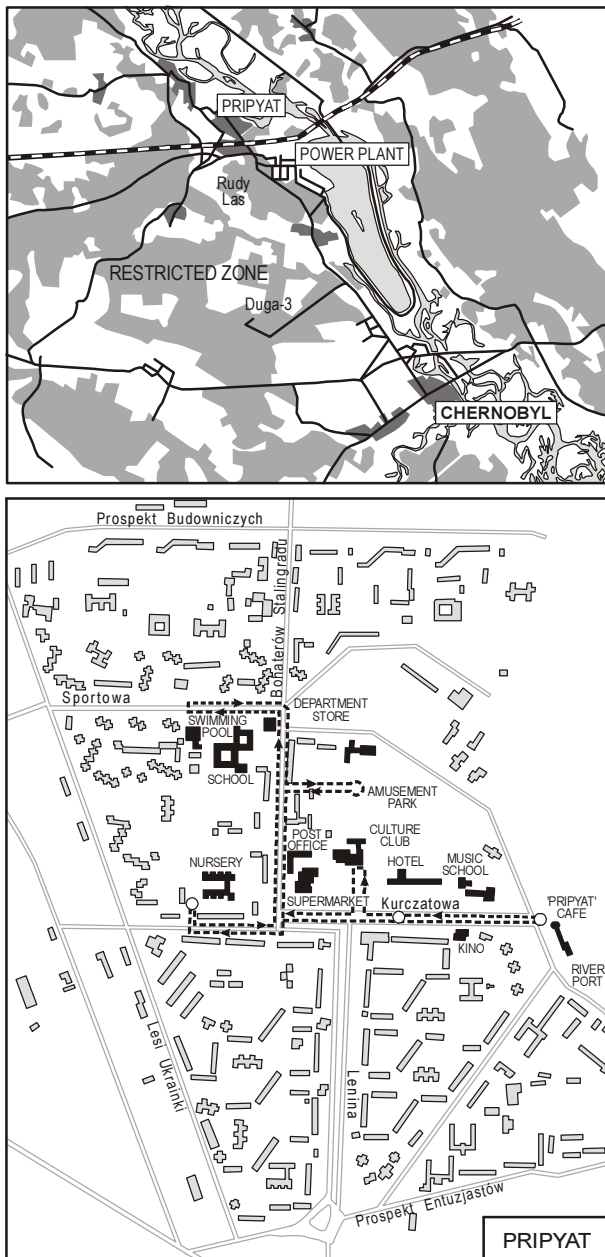 PRIPYAT
POWER PLANT
Rudy
Las
RESTRICTED ZONE
Duga-3
CHERNOBYL
Prospekt Budowniczych
Bohaterów Stalingradu
Sportowa
DEPARTMENT
STORE
SWIMMING
POOL
SCHOOL
AMUSEMENT
PARK
POST
OFFICE
CULTURE
CLUB
NURSERY
HOTEL
MUSIC
SCHOOL
SUPERMARKET
Kurczatowa
'PRIPYAT'
CAFE
KINO
RIVER
PORT
Lesi Ukrainki
Lenina
Prospekt Entuzjastów
PRIPYAT